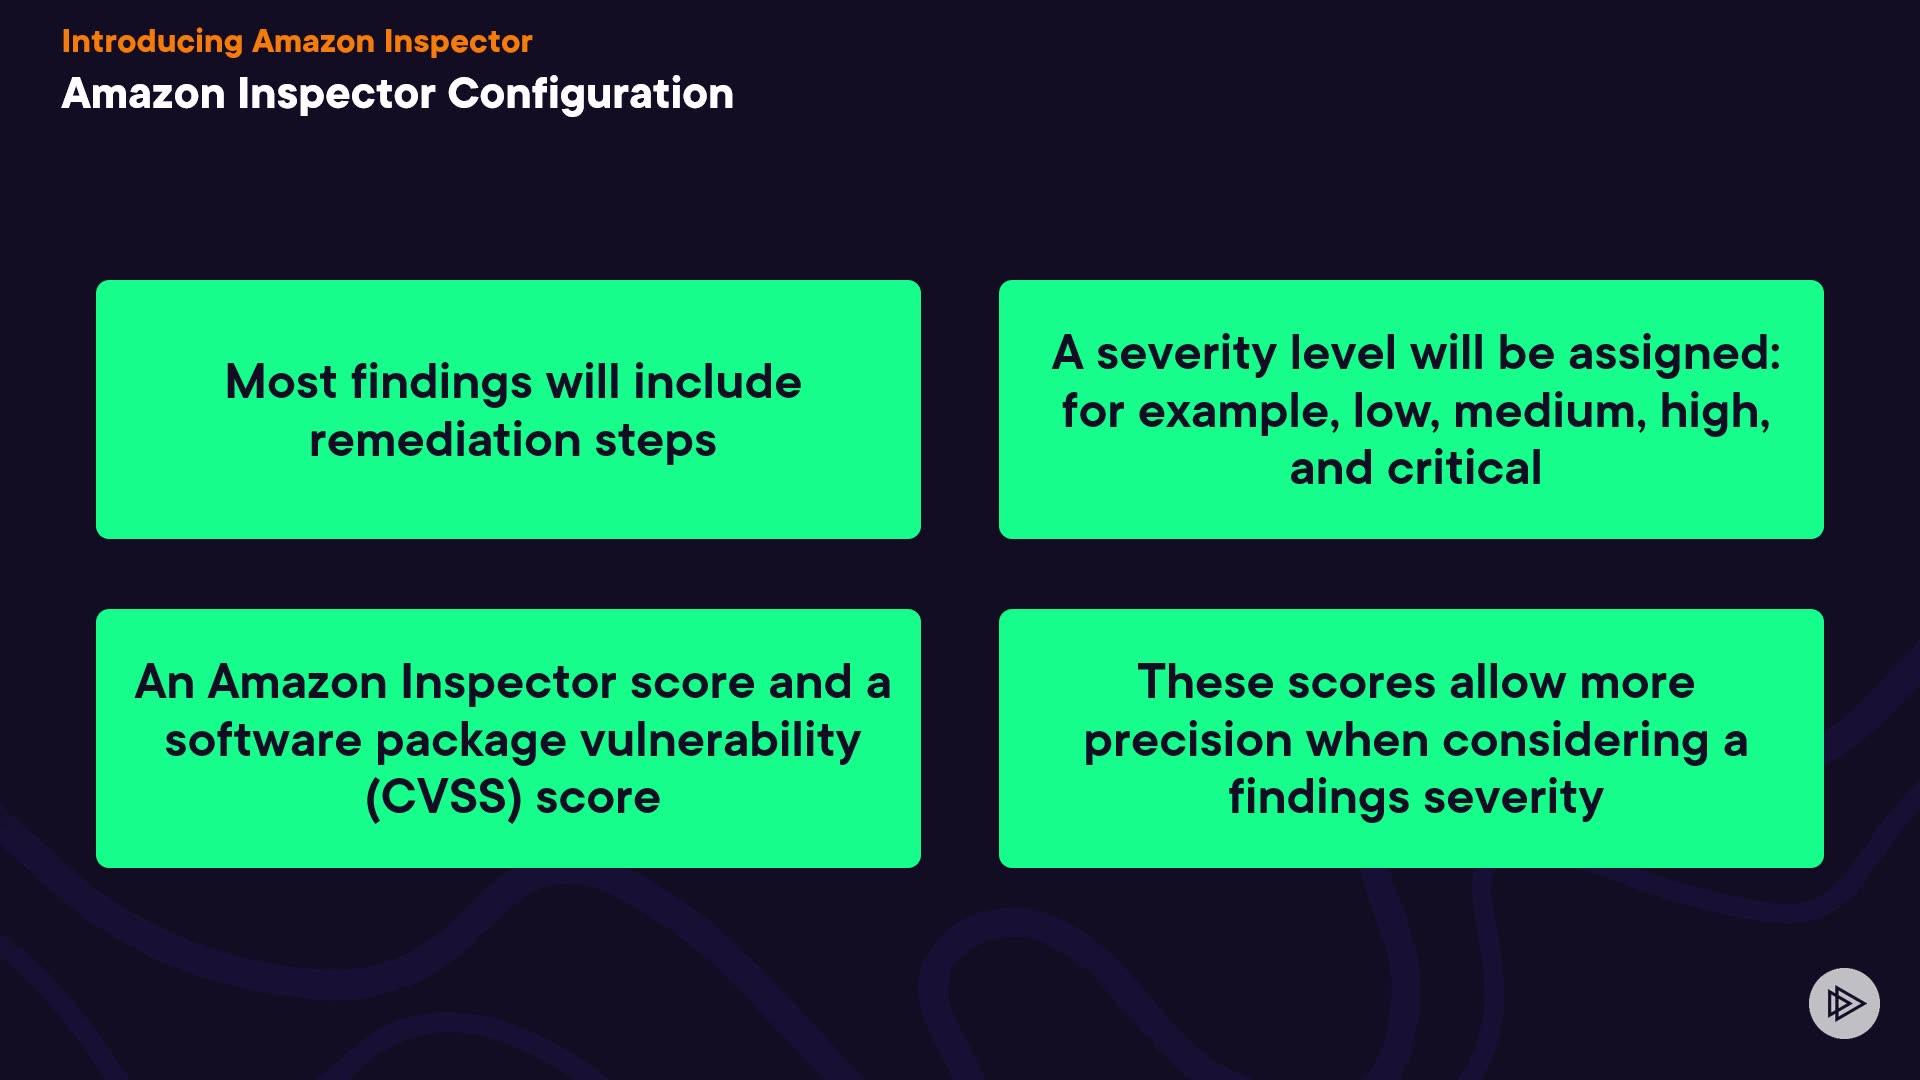 Introducing Amazon Inspector
Amazon Inspector Configuration
Most findings will include
remediation steps
A severity level will be assigned:
for example, low, medium, high,
and critical
An Amazon Inspector score and a
software package vulnerability
(CVSS) score
These scores allow more
precision when considering a
findings severity